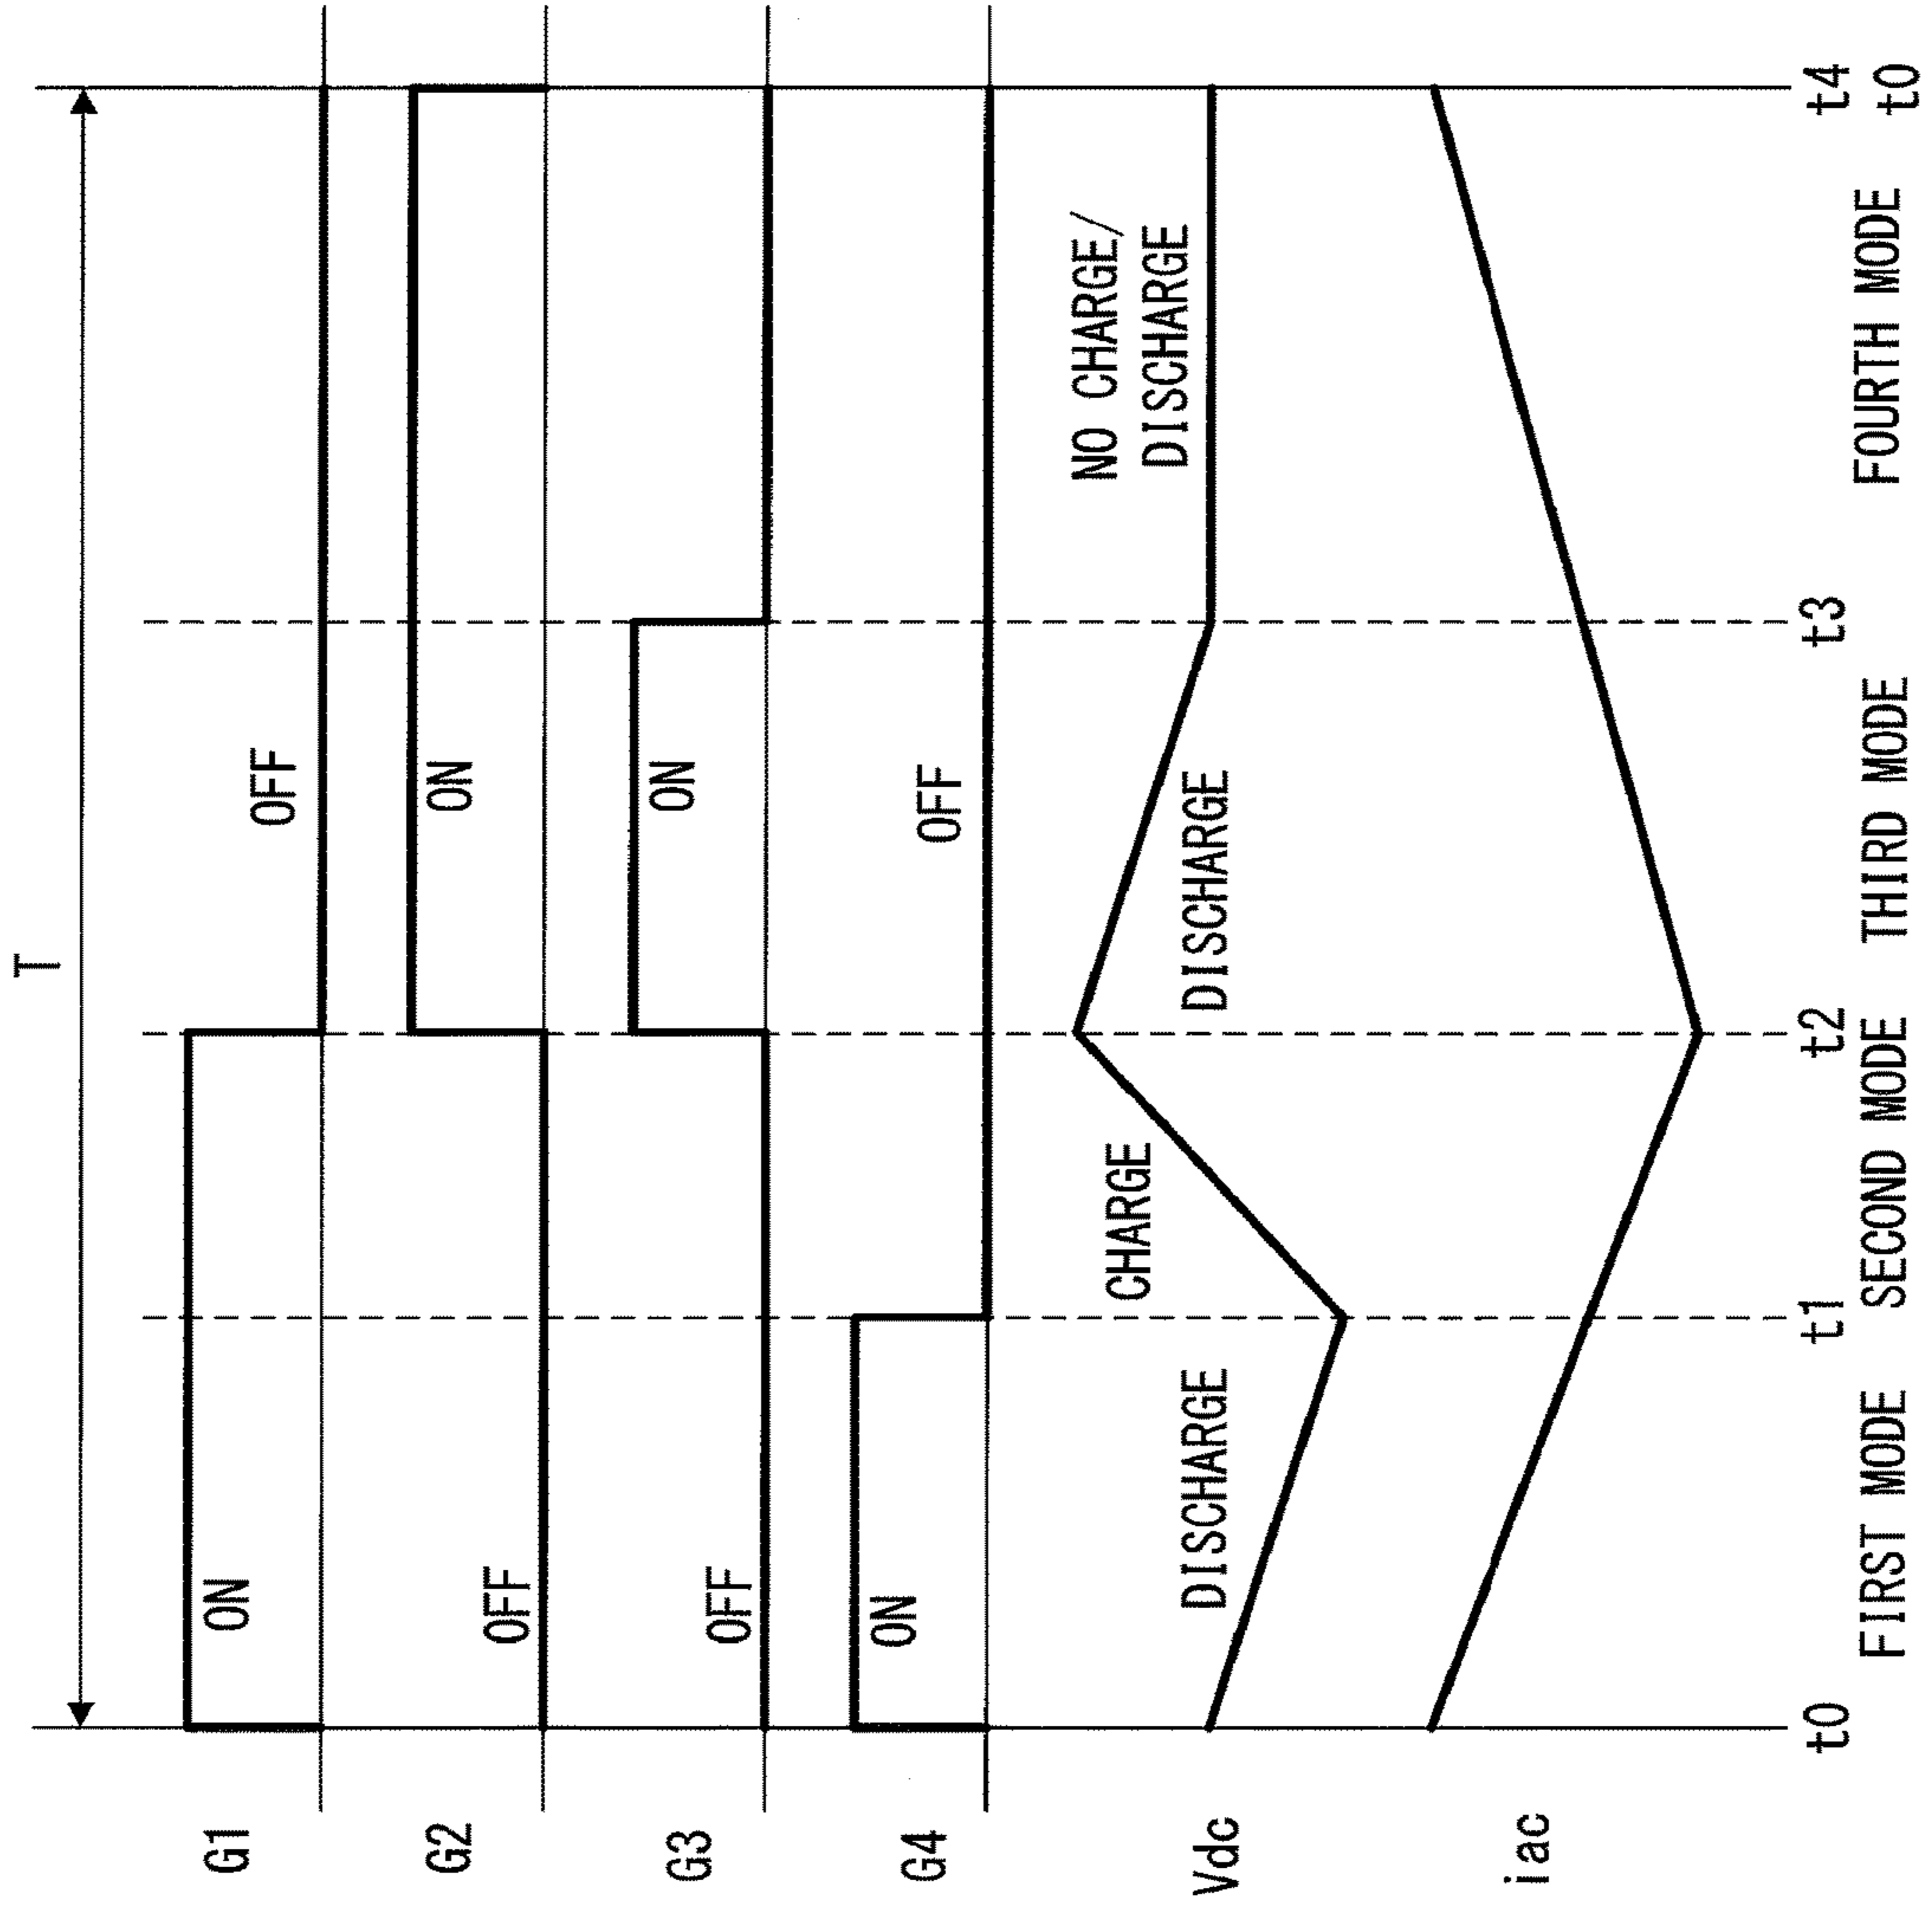 T
G1
ON
OFF
G2
OFF
ON
G3
OFF
ON
G4
ON
OFF
Vdc
DISCHARGE
CHARGE
DISCHARGE
NO CHARGE/
DISCHARGE
iac
t0
t1
t2
t3
t4
t0
FIRST MODE
SECOND MODE
THIRD MODE
FOURTH MODE